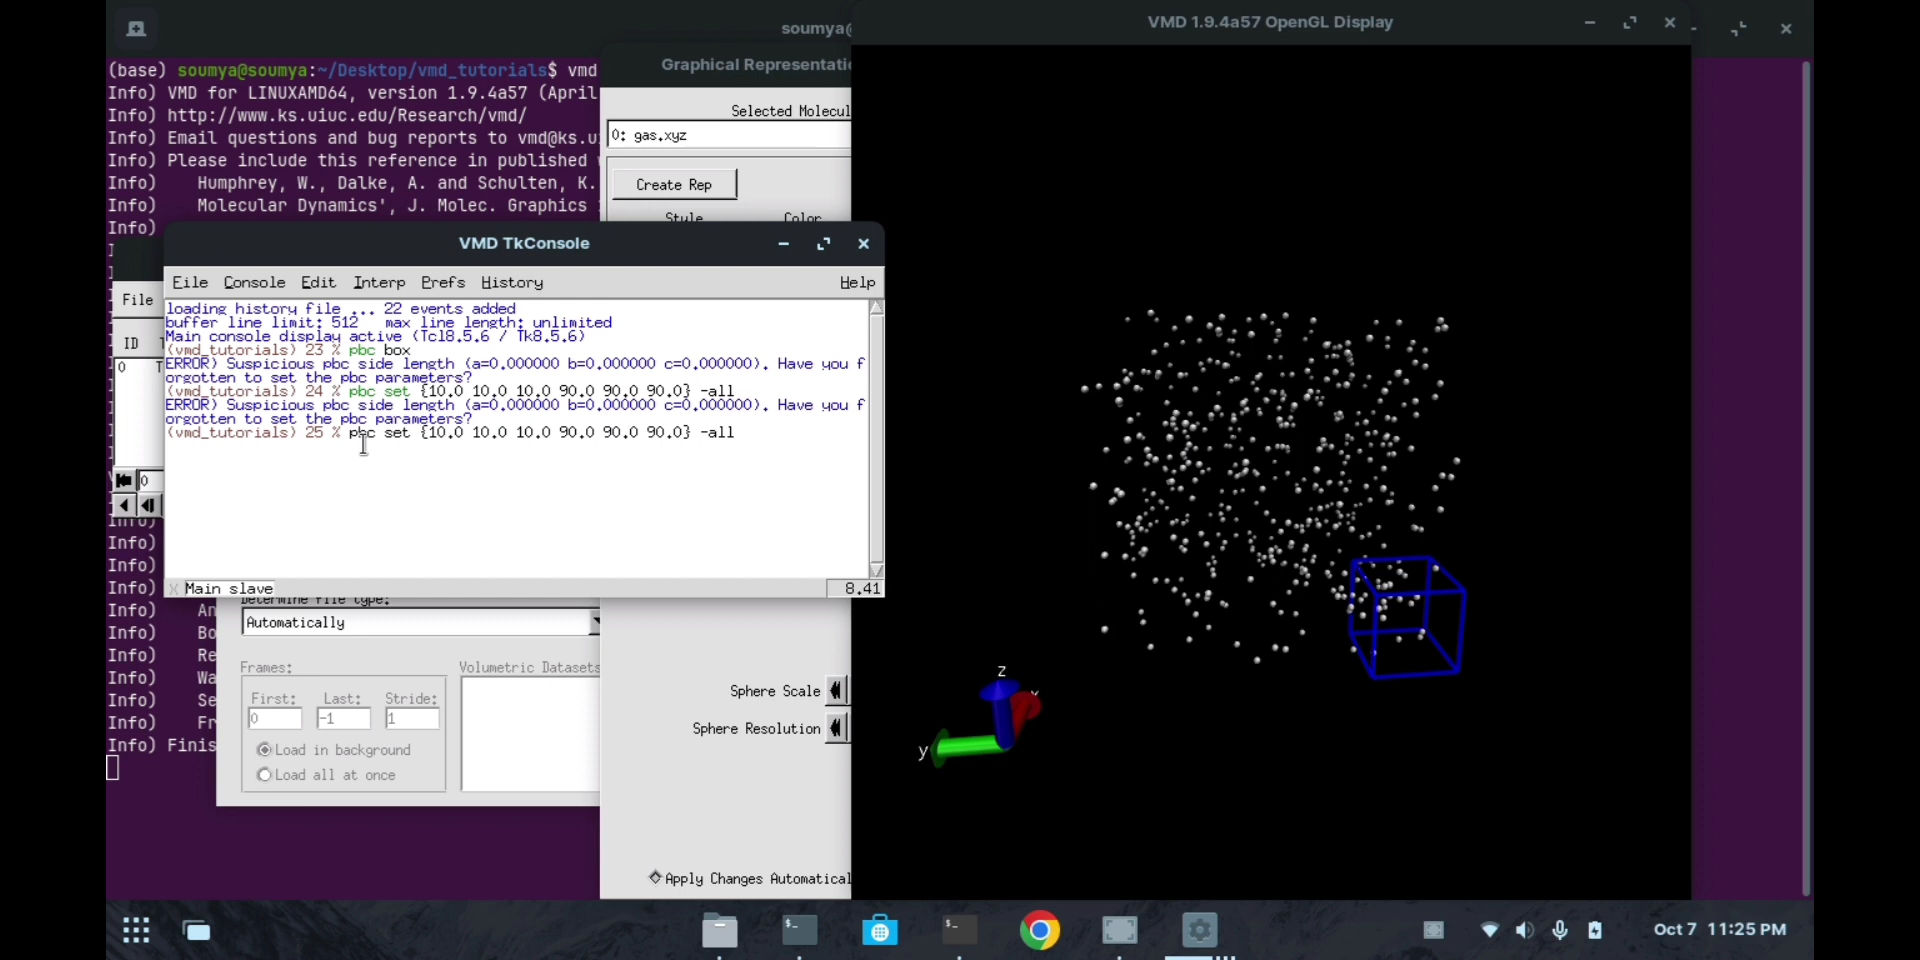 soumya@
VMD 1.9.4a57 OpenGL Display
(base) soumya@soumya:~/Desktop/vmd_tutorials$ vmd
Info) VMD for LINUXAMD64, version 1.9.4a57 (April
Info) http://www.ks.uiuc.edu/Research/vmd/
Info) Email questions and bug reports to vmd@ks.u
Info) Please include this reference in published
Info)    Humphrey, W., Dalke, A. and Schulten, K.
Info)    Molecular Dynamics', J. Molec. Graphics
Info)
Graphical Representatio
Selected Molecul
0: gas.xyz
Create Rep
Style
Color
VMD TkConsole
File Console Edit Interp Prefs History Help
loading history file ... 22 events added
buffer line limit: 512   max line length: unlimited
Main console display active (Tcl8.5.6 / Tk8.5.6)
(vmd_tutorials) 23 % pbc box
ERROR) Suspicious pbc side length (a=0.000000 b=0.000000 c=0.000000). Have you f
orgotten to set the pbc parameters?
(vmd_tutorials) 24 % pbc set {10.0 10.0 10.0 90.0 90.0 90.0} -all
ERROR) Suspicious pbc side length (a=0.000000 b=0.000000 c=0.000000). Have you f
orgotten to set the pbc parameters?
(vmd_tutorials) 25 % pbc set {10.0 10.0 10.0 90.0 90.0 90.0} -all
Main slave
8.41
File
ID T
0 T
0
Info)
Info)
Info)
Info) An
Info) Bo
Info) Re
Info) Wa
Info) Se
Info) Fr
Info) Finis
Determine file type:
Automatically
Frames:
Volumetric Datasets
First: Last: Stride:
0 -1 1
Load in background
Load all at once
Sphere Scale
Sphere Resolution
Apply Changes Automatical
z
x
y
Oct 7 11:25 PM